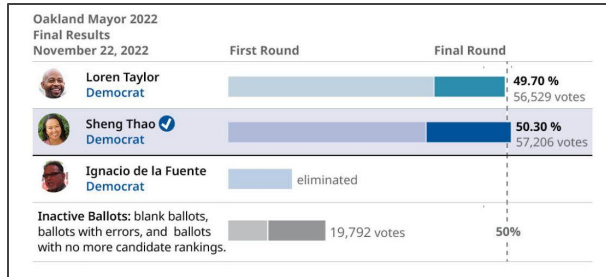 Oakland Mayor 2022
Final Results
November 22, 2022
First Round
Final Round
Loren Taylor
Democrat
49.70 %
56,529 votes
Sheng Thao
Democrat
50.30 %
57,206 votes
Ignacio de la Fuente
Democrat
eliminated
Inactive Ballots: blank ballots,
ballots with errors, and ballots
with no more candidate rankings.
19,792 votes
50%